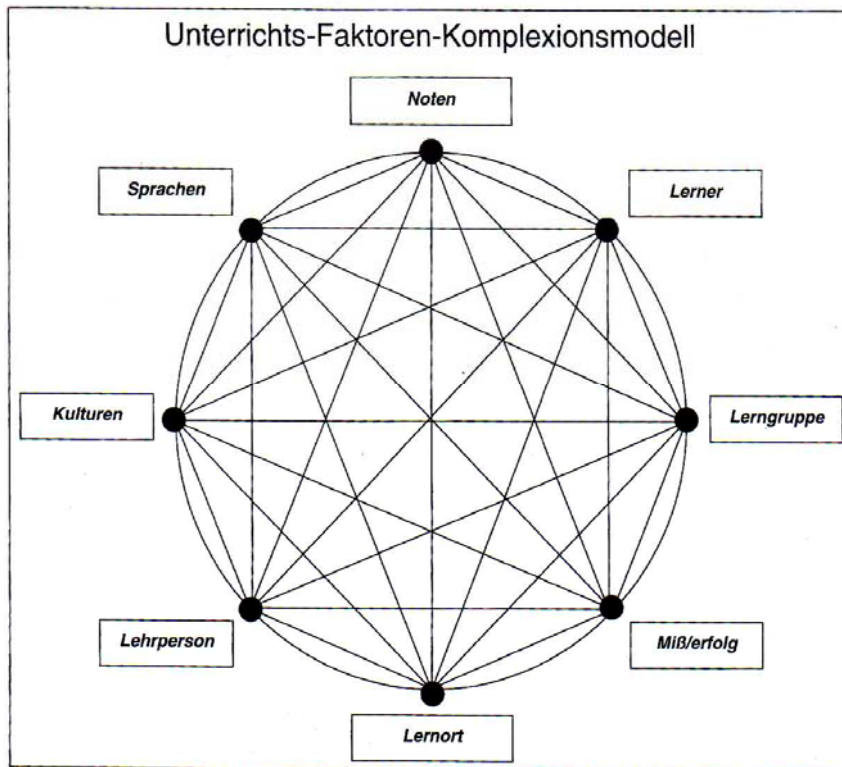 Unterrichts-Faktoren-Komplexionsmodell
Noten
Sprachen
Lerner
Kulturen
Lerngruppe
Lehrperson
Miß/erfolg
Lernort